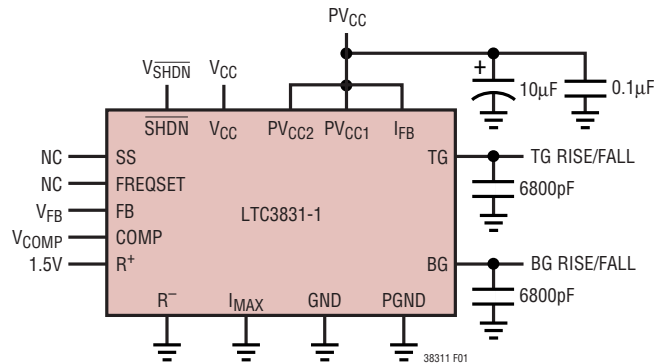 PVCC
VSHDN VCC
10µF 0.1µF
SHDN VCC PVCC2 PVCC1 IFB
NC SS TG TG RISE/FALL
NC FREQSET 6800pF
VFB FB LTC3831-1
VCOMP COMP
1.5V R+ BG BG RISE/FALL
R– IMAX GND PGND 6800pF
38311 F01